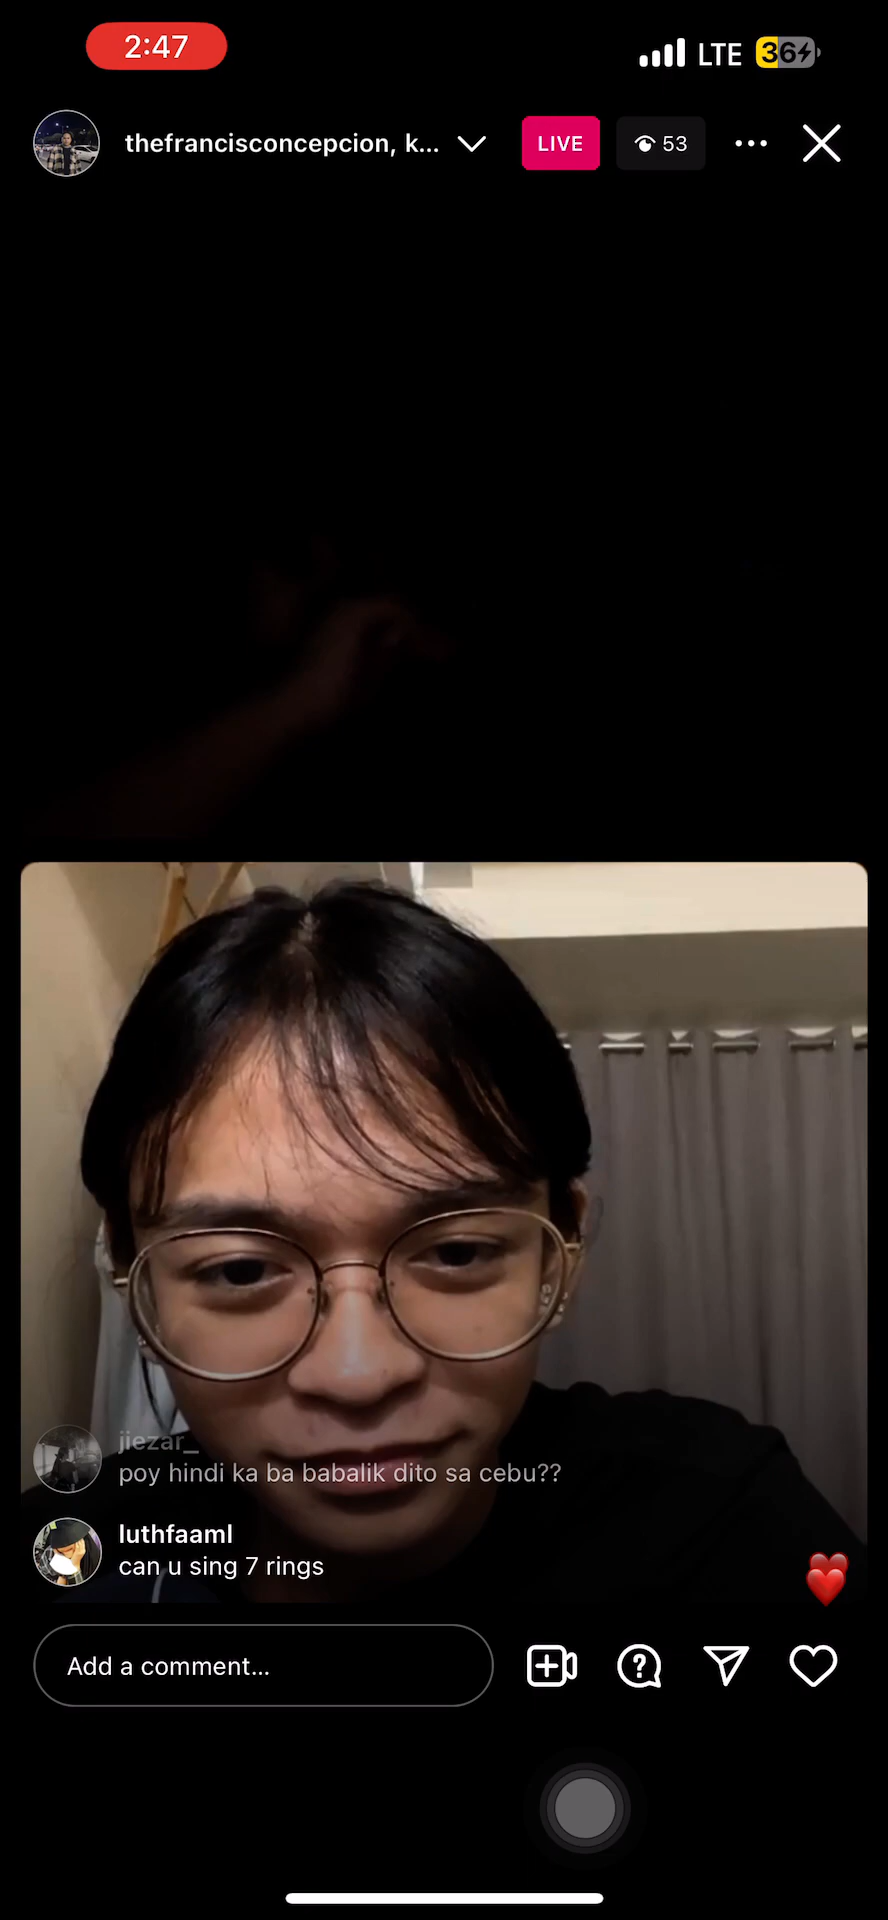 2:47
LTE 36
thefrancisconcepcion, k...
LIVE
53
jiezar_
poy hindi ka ba babalik dito sa cebu??
luthfaaml
can u sing 7 rings
Add a comment...